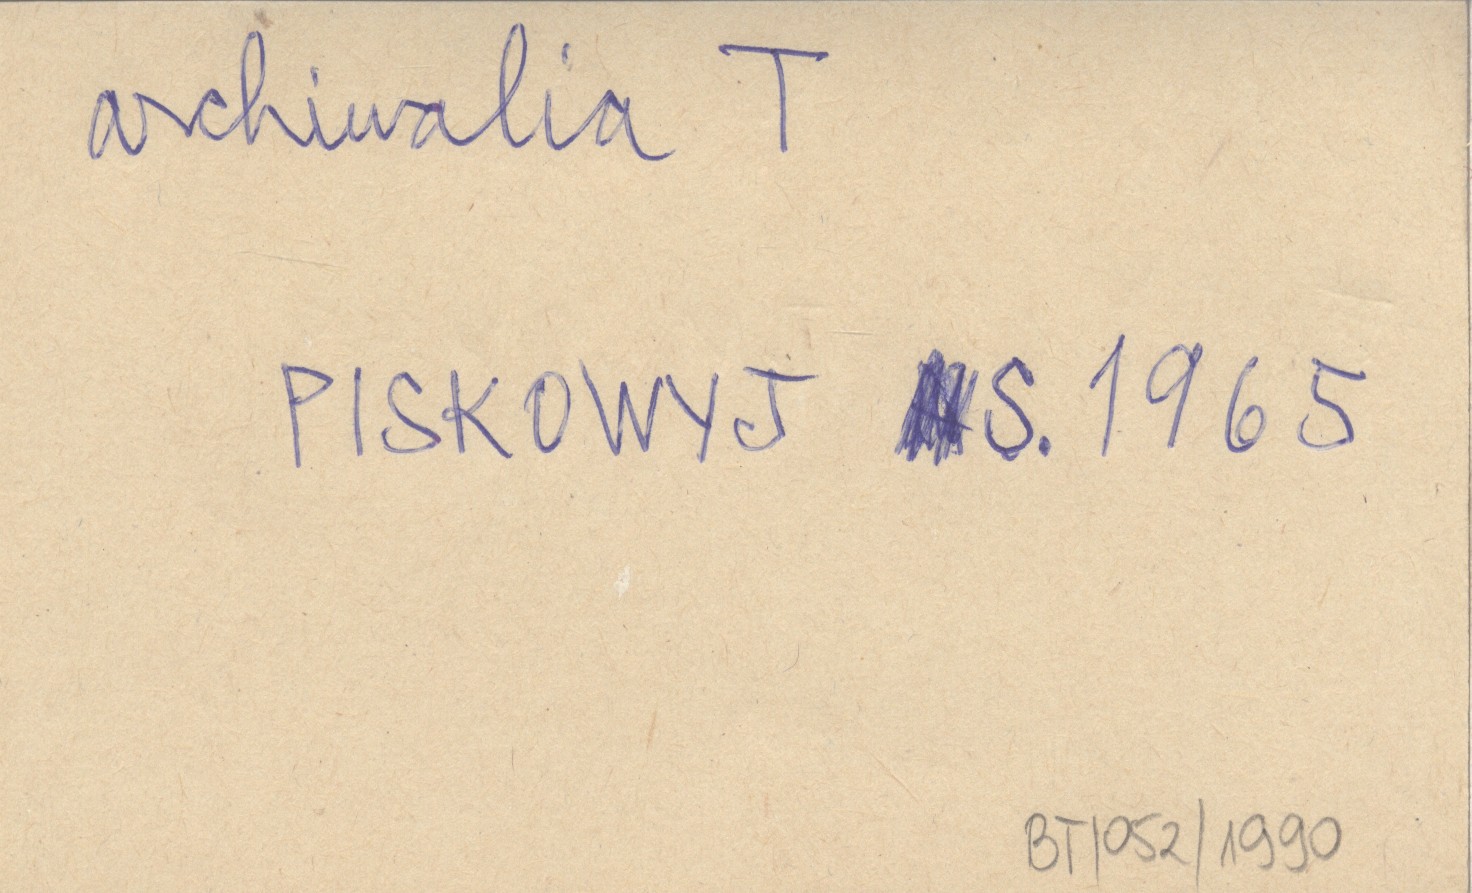 archiwalia T
PISKOWYJ S. 1965
BT/052/1990